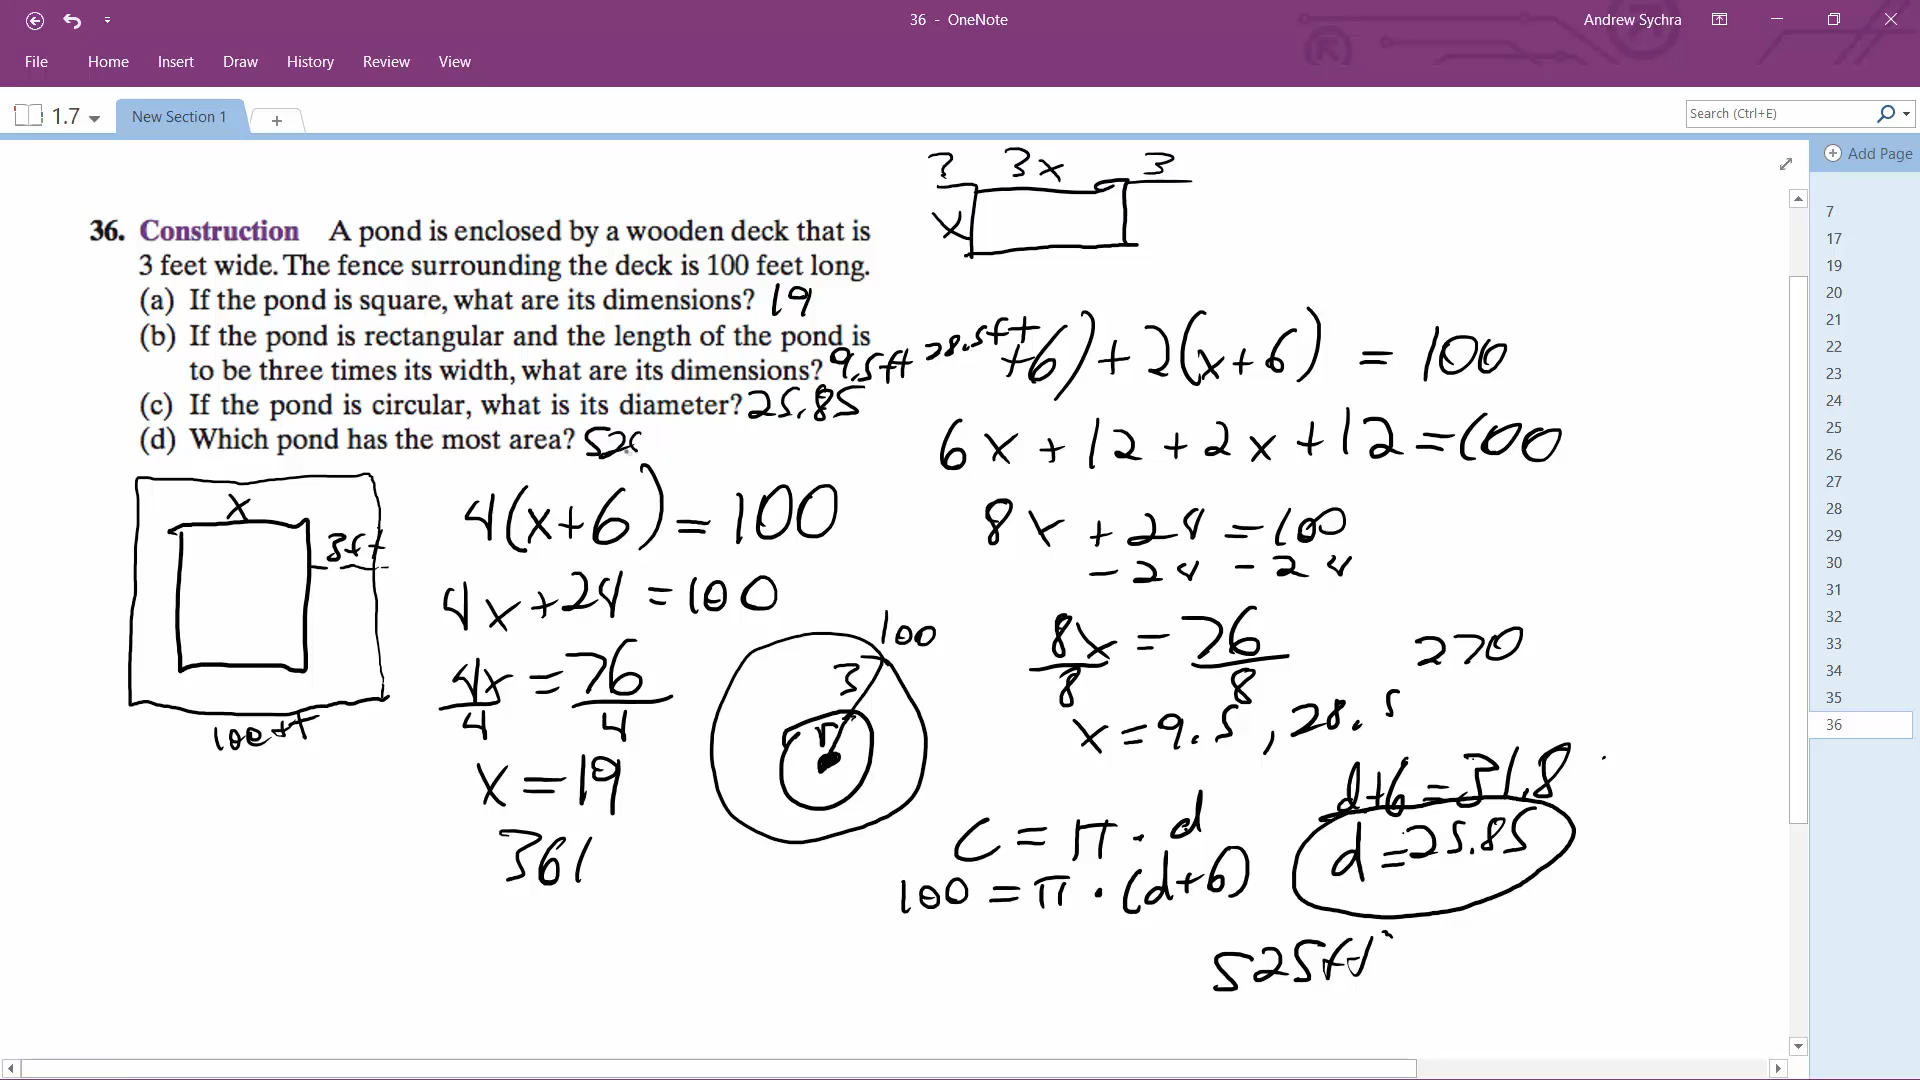 36 - OneNote
Andrew Sychra
File Home Insert Draw History Review View
1.7
New Section 1
+
Search (Ctrl+E)
Add Page
7
17
19
20
21
22
23
24
25
26
27
28
29
30
31
32
33
34
35
36
36. Construction A pond is enclosed by a wooden deck that is
3 feet wide. The fence surrounding the deck is 100 feet long.
(a) If the pond is square, what are its dimensions? 19
(b) If the pond is rectangular and the length of the pond is
to be three times its width, what are its dimensions? 9.5ft 28.5ft
(c) If the pond is circular, what is its diameter? 25.85
(d) Which pond has the most area? 52
x
3ft
100ft
4(x+6) = 100
4x+24 = 100
4x = 76
4 4
x = 19
361
100
3
r
3x 3
x
+6) + 2(x+6) = 100
6x + 12 + 2x + 12 = 100
8x + 24 = 100
- 24 - 24
8x = 76
8 8
x = 9.5, 28.5
270
C = π · d
100 = π · (d+6)
d+6 = 31.8
d = 25.85
525ft²